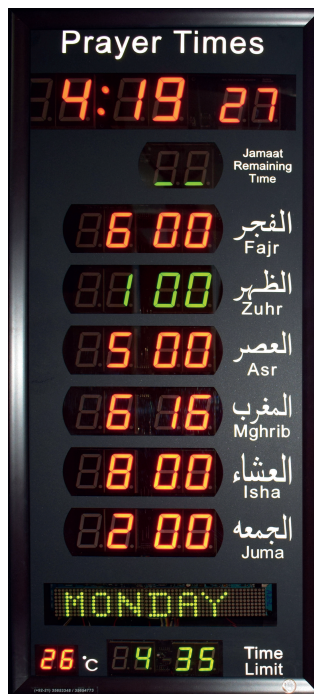 Prayer Times
4:19 27
Jamaat
Remaining
Time
__
6 00 الفجر
Fajr
1 00 الظهر
Zuhr
5 00 العصر
Asr
6 16 المغرب
Mghrib
8 00 العشاء
Isha
2 00 الجمعه
Juma
MONDAY
26 °C 4 35 Time
Limit